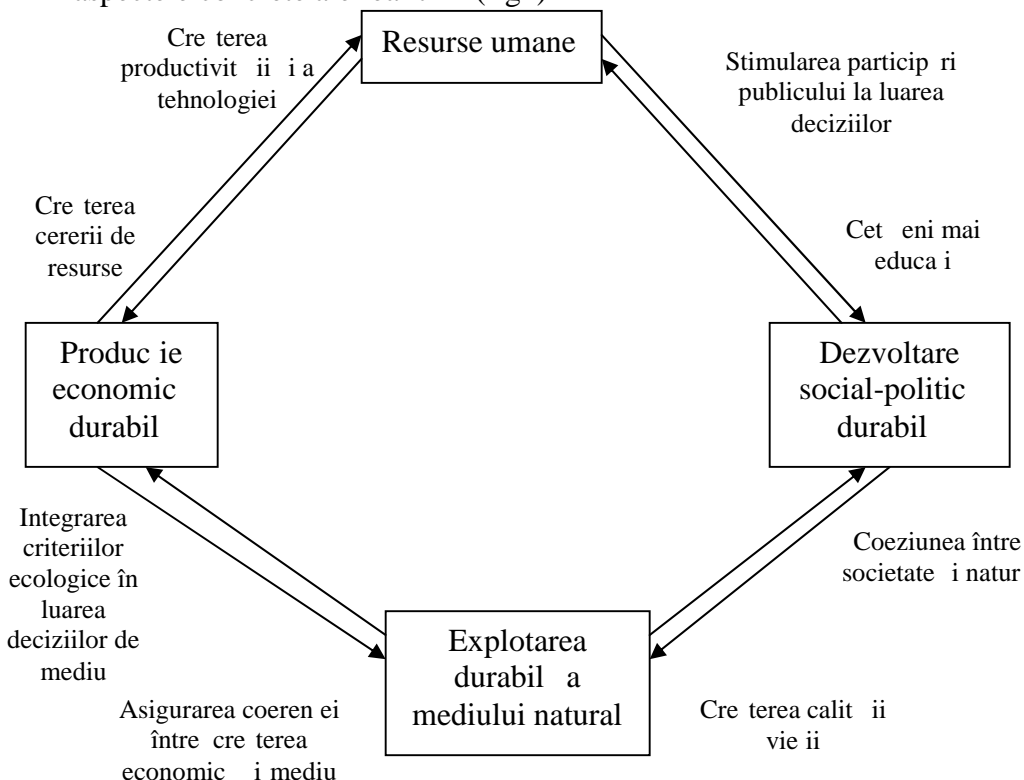 Resurse umane
Cre terea
productivit ii i a
tehnologiei
Stimularea particip ri
publicului la luarea
deciziilor
Cre terea
cererii de
resurse
Cet eni mai
educa i
Produc ie
economic
durabil
Dezvoltare
social-politic
durabil
Integrarea
criteriilor
ecologice în
luarea
deciziilor de
mediu
Coeziunea între
societate i natur
Explotarea
durabil a
mediului natural
Asigurarea coeren ei
între cre terea
economic i mediu
Cre terea calit ii
vie ii